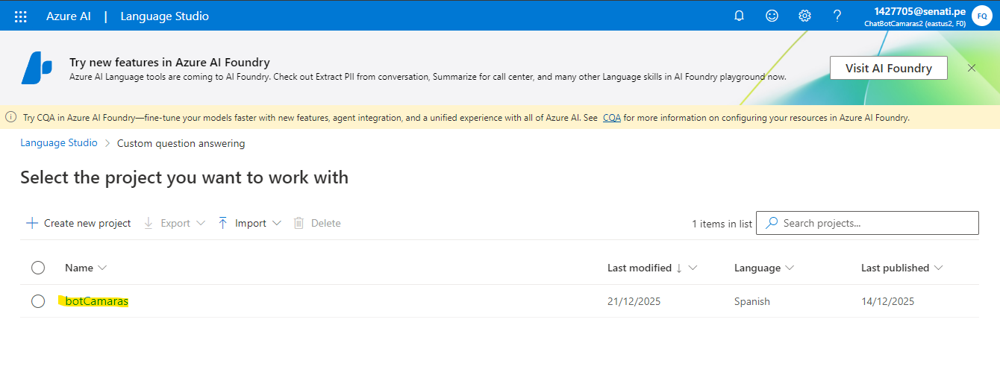 Azure AI | Language Studio
1427705@senati.pe
ChatBotCamaras2 (eastus2, F0)
FQ
Try new features in Azure AI Foundry
Azure AI Language tools are coming to AI Foundry. Check out Extract PII from conversation, Summarize for call center, and many other Language skills in AI Foundry playground now.
Visit AI Foundry
Try CQA in Azure AI Foundry—fine-tune your models faster with new features, agent integration, and a unified experience with all of Azure AI. See CQA for more information on configuring your resources in Azure AI Foundry.
Language Studio > Custom question answering
Select the project you want to work with
Create new project Export Import Delete
1 items in list Search projects...
Name Last modified Language Last published
botCamaras 21/12/2025 Spanish 14/12/2025